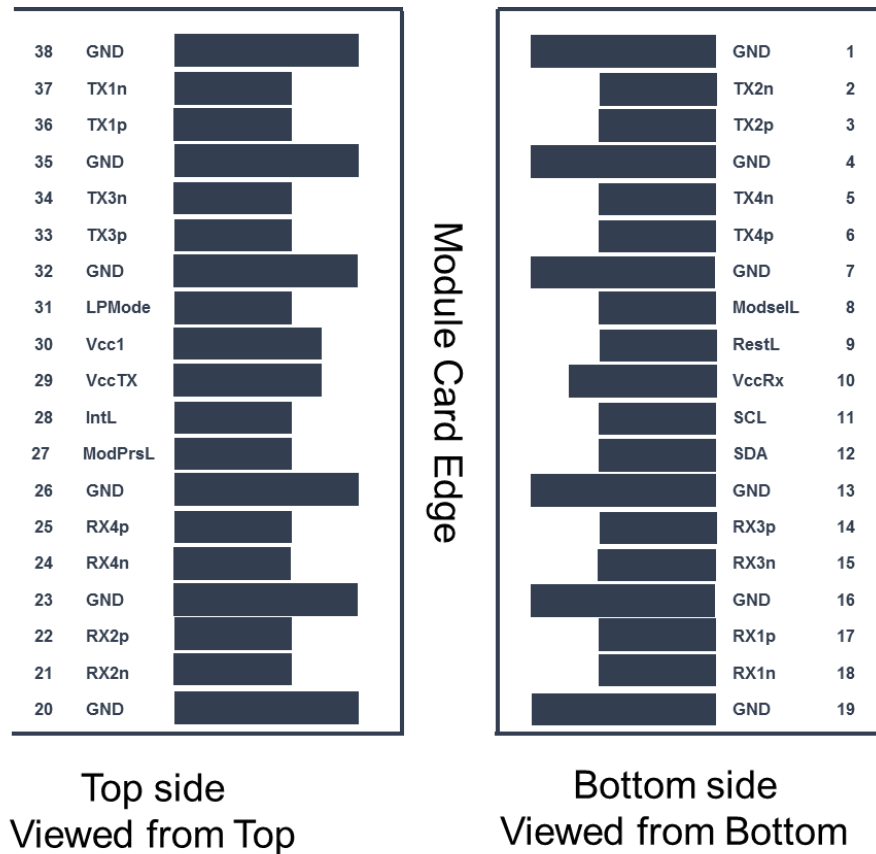 38 GND
37 TX1n
36 TX1p
35 GND
34 TX3n
33 TX3p
32 GND
31 LPMode
30 Vcc1
29 VccTX
28 IntL
27 ModPrsL
26 GND
25 RX4p
24 RX4n
23 GND
22 RX2p
21 RX2n
20 GND
Top side
Viewed from Top
Module Card Edge
GND 1
TX2n 2
TX2p 3
GND 4
TX4n 5
TX4p 6
GND 7
ModselL 8
RestL 9
VccRx 10
SCL 11
SDA 12
GND 13
RX3p 14
RX3n 15
GND 16
RX1p 17
RX1n 18
GND 19
Bottom side
Viewed from Bottom